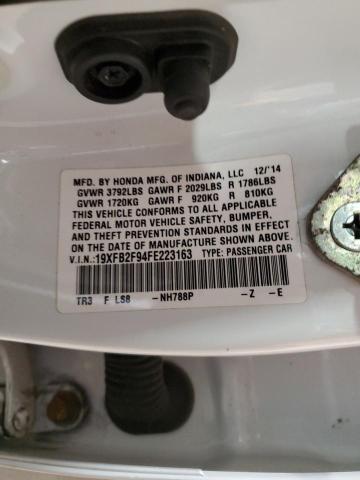 MFD. BY HONDA MFG. OF INDIANA, LLC 12/'14
GVWR 3792LBS GAWR F 2029LBS R 1786LBS
GVWR 1720KG GAWR F 920KG R 810KG
THIS VEHICLE CONFORMS TO ALL APPLICABLE
FEDERAL MOTOR VEHICLE SAFETY, BUMPER,
AND THEFT PREVENTION STANDARDS IN EFFECT
ON THE DATE OF MANUFACTURE SHOWN ABOVE.
V.I.N.:19XFB2F94FE223163 TYPE: PASSENGER CAR
TR3 F LS8 -NH788P -Z -E